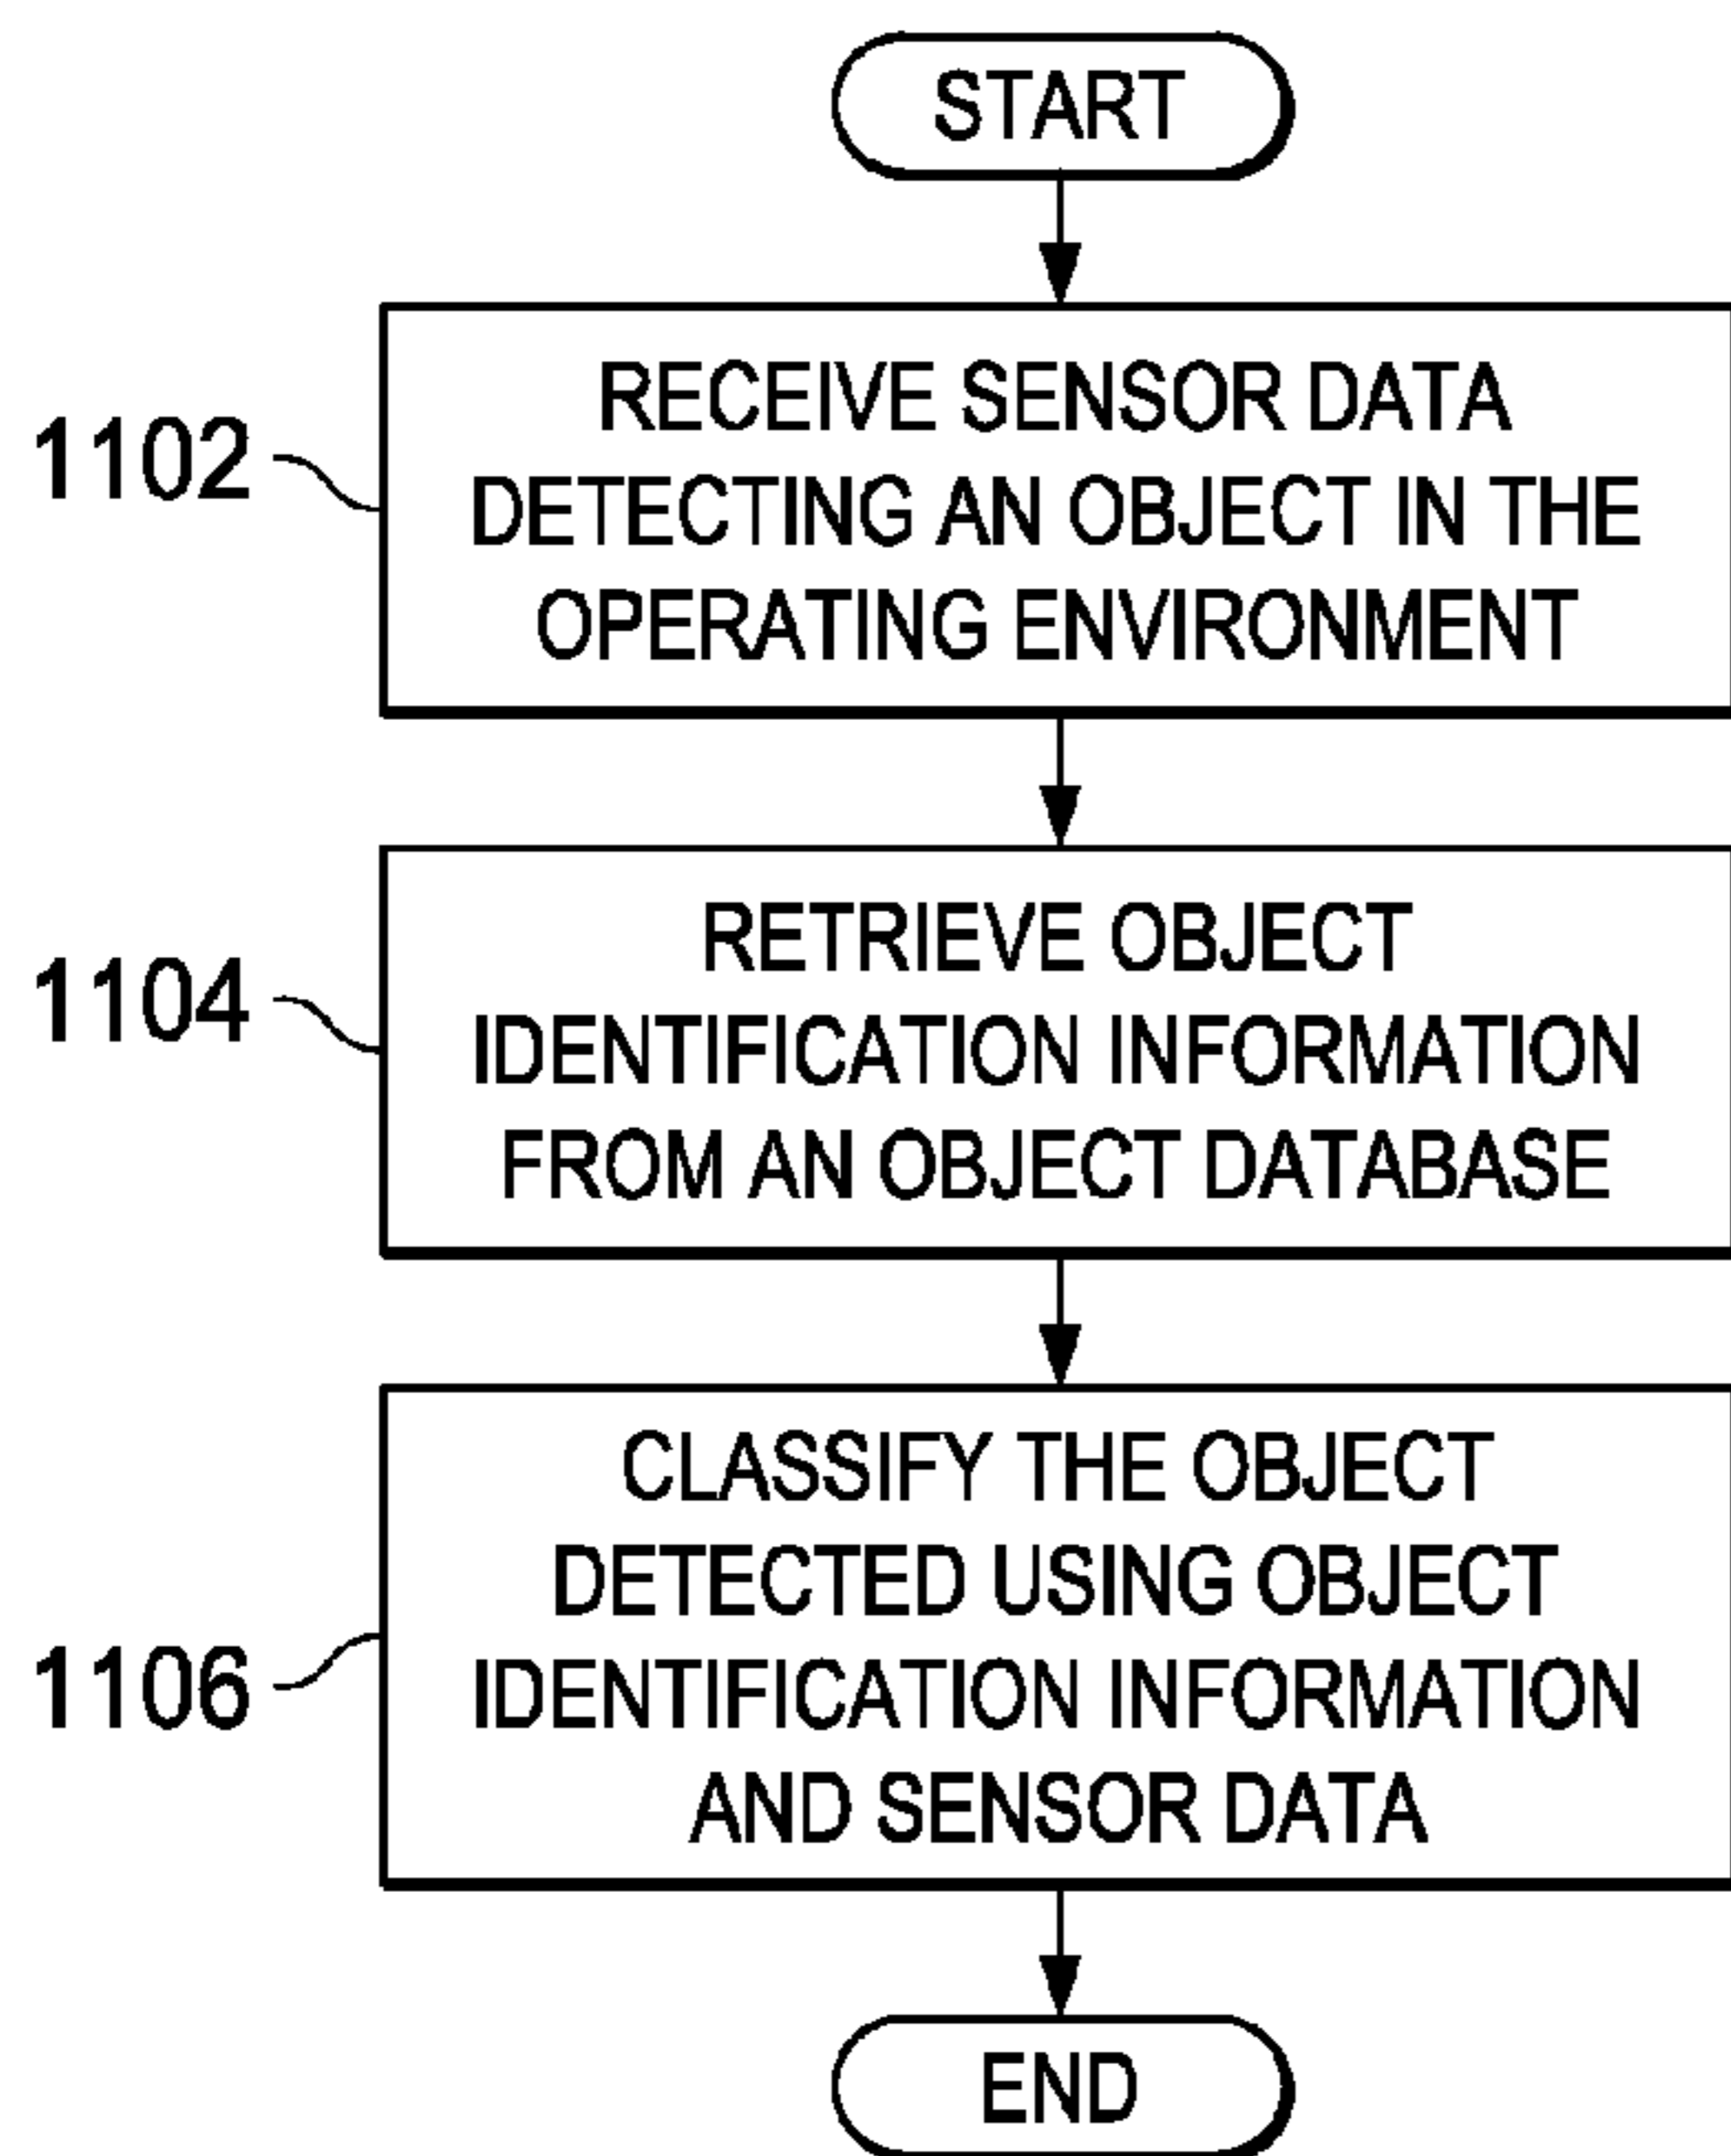 START
1102
RECEIVE SENSOR DATA
DETECTING AN OBJECT IN THE
OPERATING ENVIRONMENT
1104
RETRIEVE OBJECT
IDENTIFICATION INFORMATION
FROM AN OBJECT DATABASE
1106
CLASSIFY THE OBJECT
DETECTED USING OBJECT
IDENTIFICATION INFORMATION
AND SENSOR DATA
END